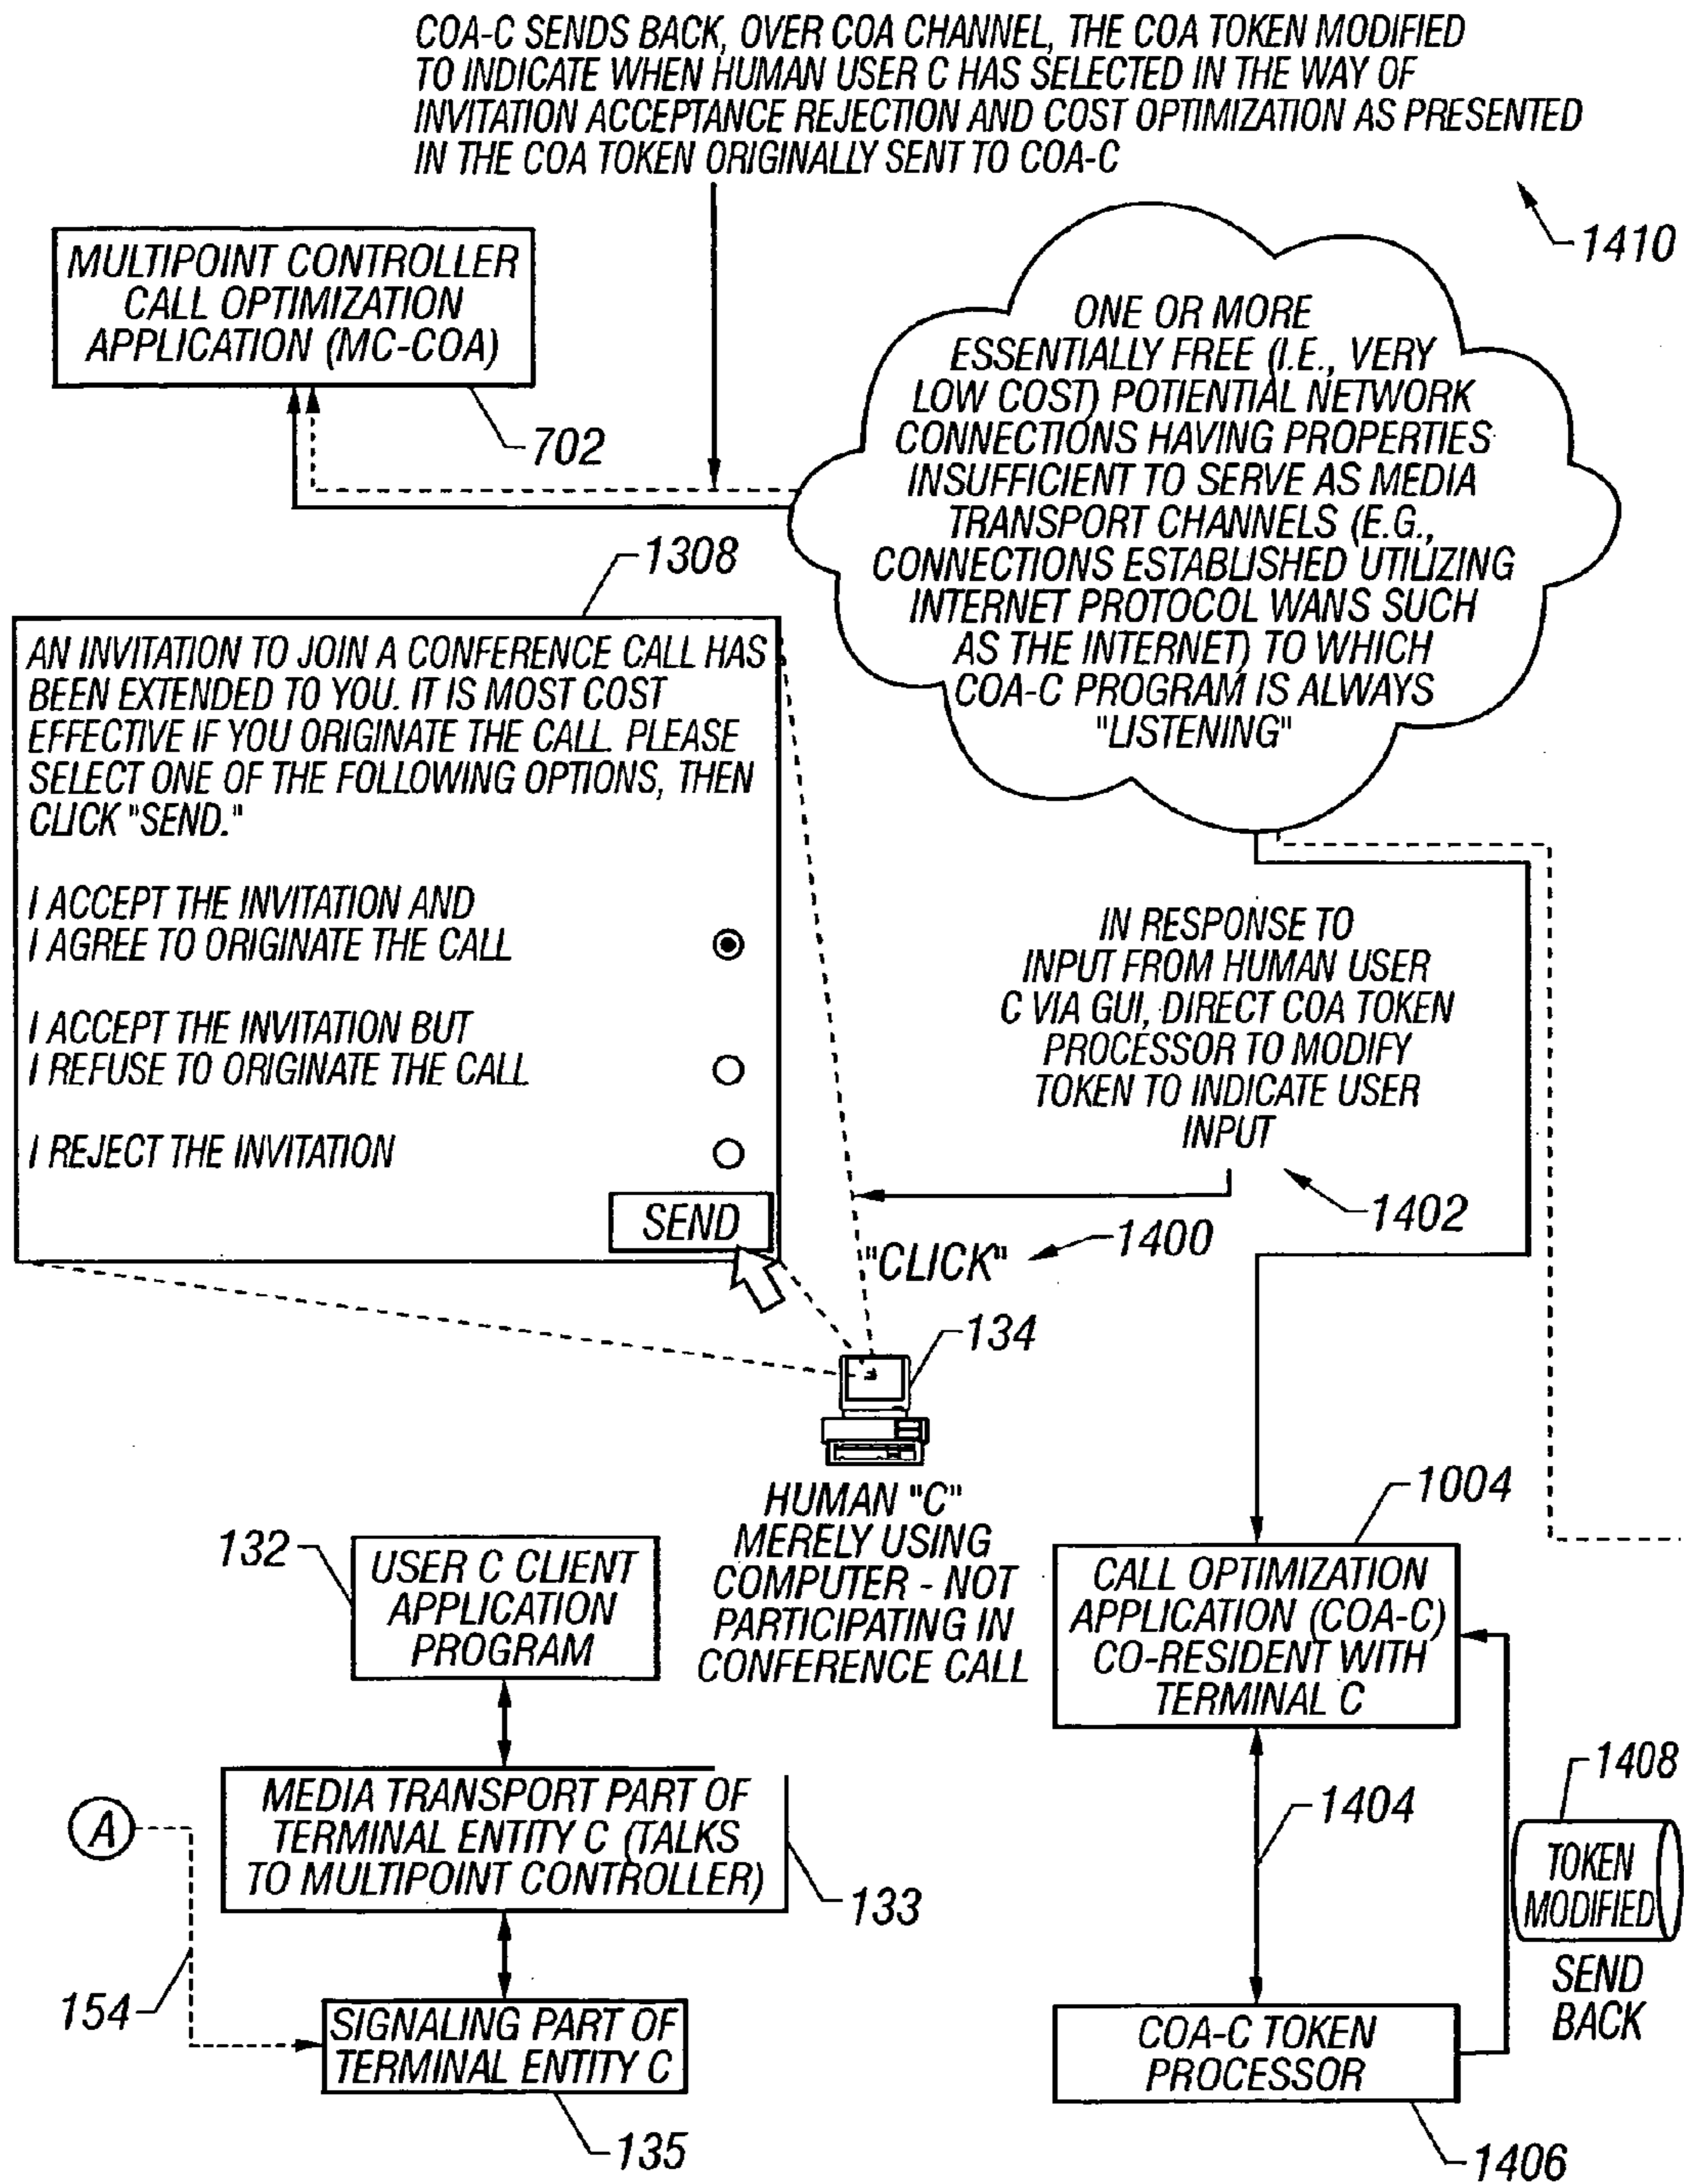 COA-C SENDS BACK, OVER COA CHANNEL, THE COA TOKEN MODIFIED
TO INDICATE WHEN HUMAN USER C HAS SELECTED IN THE WAY OF
INVITATION ACCEPTANCE REJECTION AND COST OPTIMIZATION AS PRESENTED
IN THE COA TOKEN ORIGINALLY SENT TO COA-C
1410
MULTIPOINT CONTROLLER
CALL OPTIMIZATION
APPLICATION (MC-COA)
702
ONE OR MORE
ESSENTIALLY FREE (I.E., VERY
LOW COST) POTIENTIAL NETWORK
CONNECTIONS HAVING PROPERTIES
INSUFFICIENT TO SERVE AS MEDIA
TRANSPORT CHANNELS (E.G.,
CONNECTIONS ESTABLISHED UTILIZING
INTERNET PROTOCOL WANS SUCH
AS THE INTERNET) TO WHICH
COA-C PROGRAM IS ALWAYS
"LISTENING"
1308
AN INVITATION TO JOIN A CONFERENCE CALL HAS
BEEN EXTENDED TO YOU. IT IS MOST COST
EFFECTIVE IF YOU ORIGINATE THE CALL. PLEASE
SELECT ONE OF THE FOLLOWING OPTIONS, THEN
CLICK "SEND."
I ACCEPT THE INVITATION AND
I AGREE TO ORIGINATE THE CALL
I ACCEPT THE INVITATION BUT
I REFUSE TO ORIGINATE THE CALL
I REJECT THE INVITATION
SEND
IN RESPONSE TO
INPUT FROM HUMAN USER
C VIA GUI, DIRECT COA TOKEN
PROCESSOR TO MODIFY
TOKEN TO INDICATE USER
INPUT
1402
"CLICK"
1400
134
HUMAN "C"
MERELY USING
COMPUTER - NOT
PARTICIPATING IN
CONFERENCE CALL
132
USER C CLIENT
APPLICATION
PROGRAM
1004
CALL OPTIMIZATION
APPLICATION (COA-C)
CO-RESIDENT WITH
TERMINAL C
A
MEDIA TRANSPORT PART OF
TERMINAL ENTITY C (TALKS
TO MULTIPOINT CONTROLLER)
133
1404
1408
TOKEN
MODIFIED
SEND
BACK
154
SIGNALING PART OF
TERMINAL ENTITY C
135
COA-C TOKEN
PROCESSOR
1406